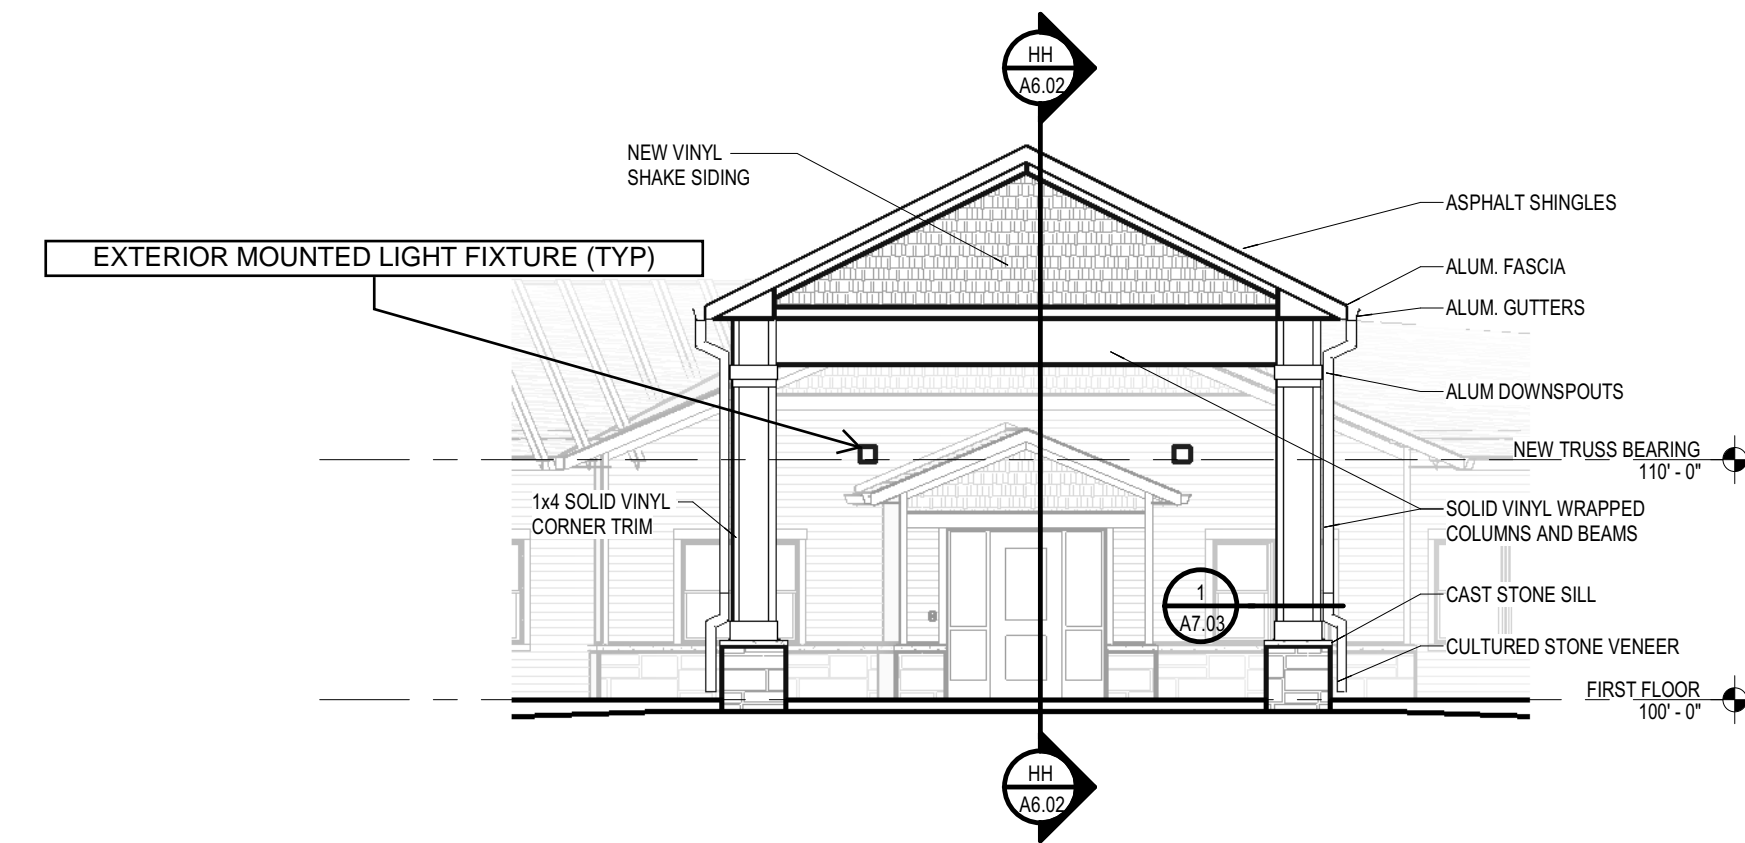 HH
A6.02
NEW VINYL
SHAKE SIDING
ASPHALT SHINGLES
EXTERIOR MOUNTED LIGHT FIXTURE (TYP)
ALUM. FASCIA
ALUM. GUTTERS
ALUM DOWNSPOUTS
NEW TRUSS BEARING
110' - 0"
1x4 SOLID VINYL
CORNER TRIM
SOLID VINYL WRAPPED
COLUMNS AND BEAMS
1
A7.03
CAST STONE SILL
CULTURED STONE VENEER
FIRST FLOOR
100' - 0"
HH
A6.02